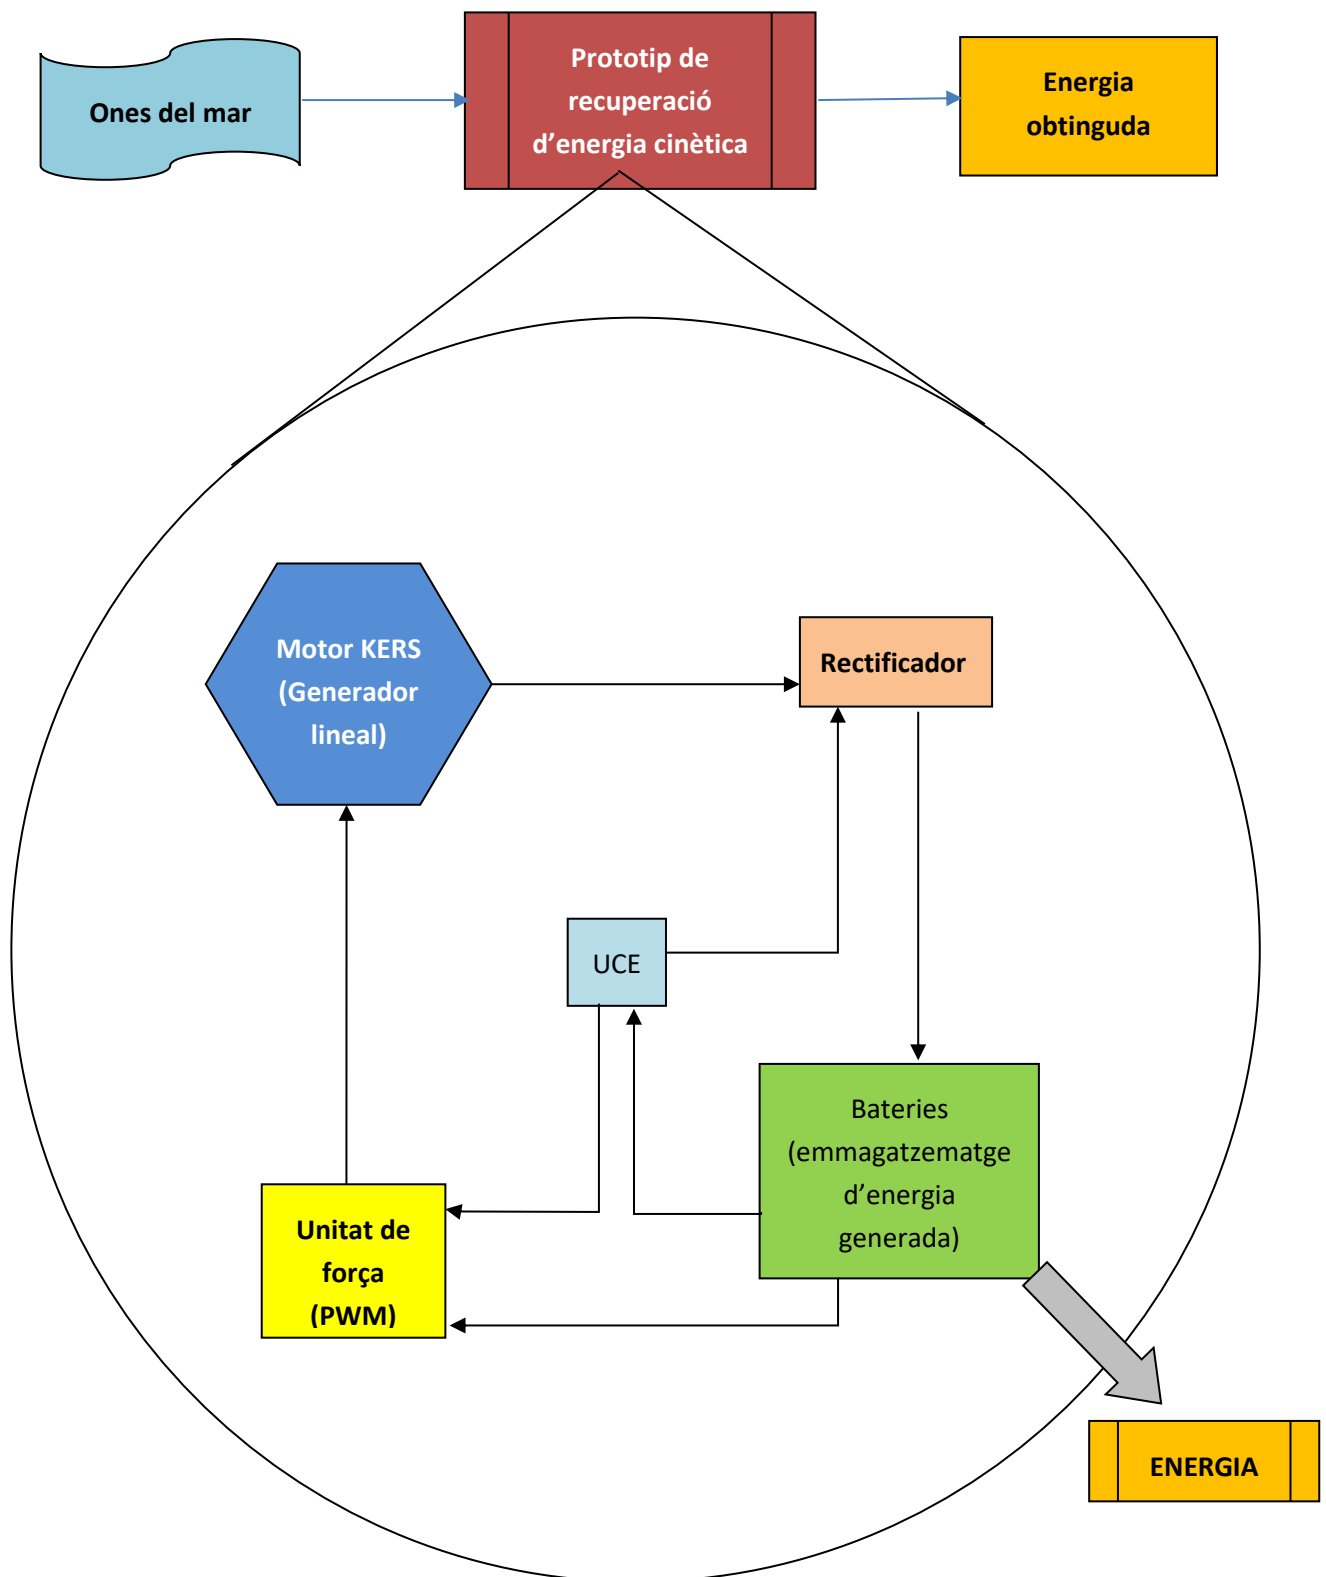 Ones del mar
Prototip de
recuperació
d’energia cinètica
Energia
obtinguda
Motor KERS
(Generador
lineal)
Rectificador
UCE
Bateries
(emmagatzematge
d’energia
generada)
Unitat de
força
(PWM)
ENERGIA